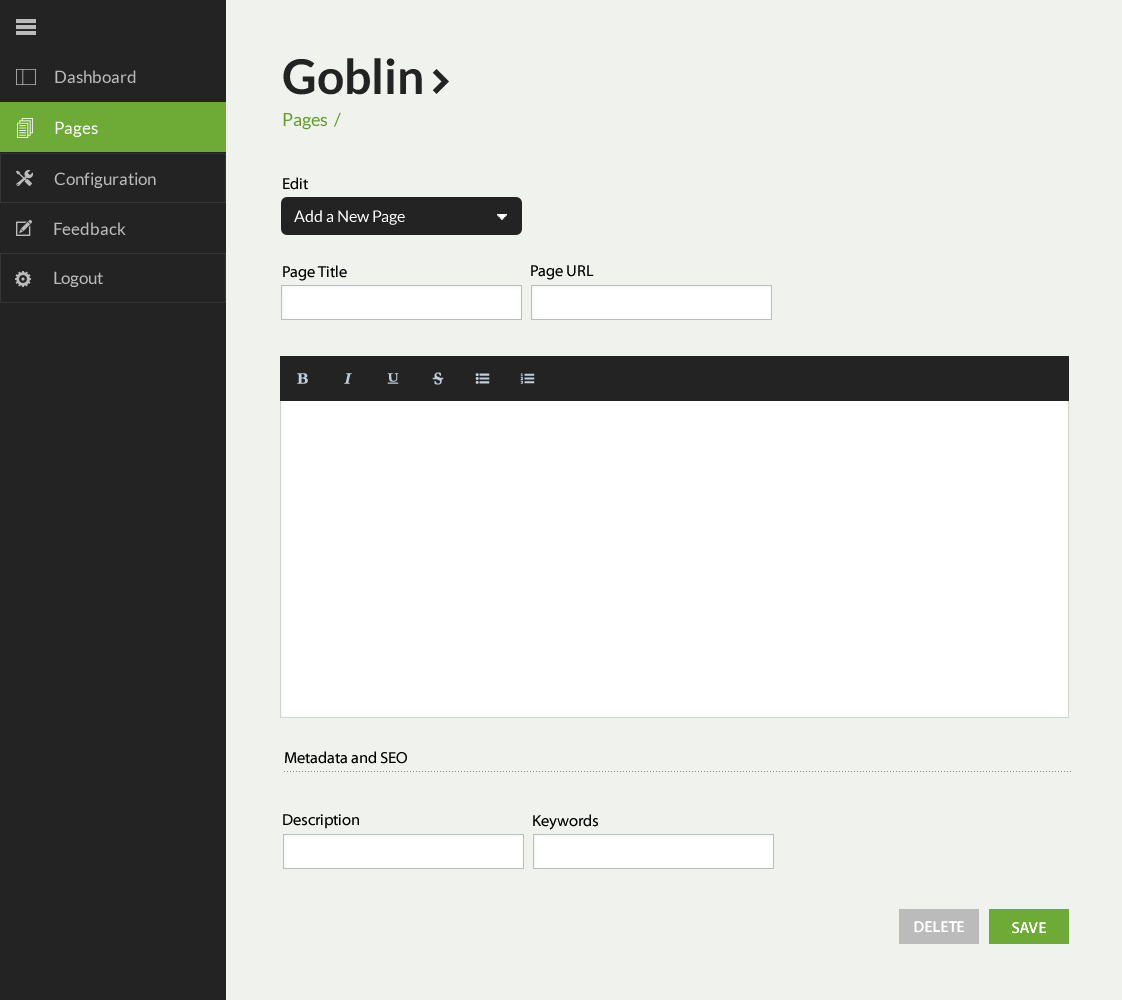 Dashboard
Pages
Configuration
Feedback
Logout
Goblin >
Pages /
Edit
Add a New Page
Page Title
Page URL
B I U S
Metadata and SEO
Description
Keywords
DELETE
SAVE